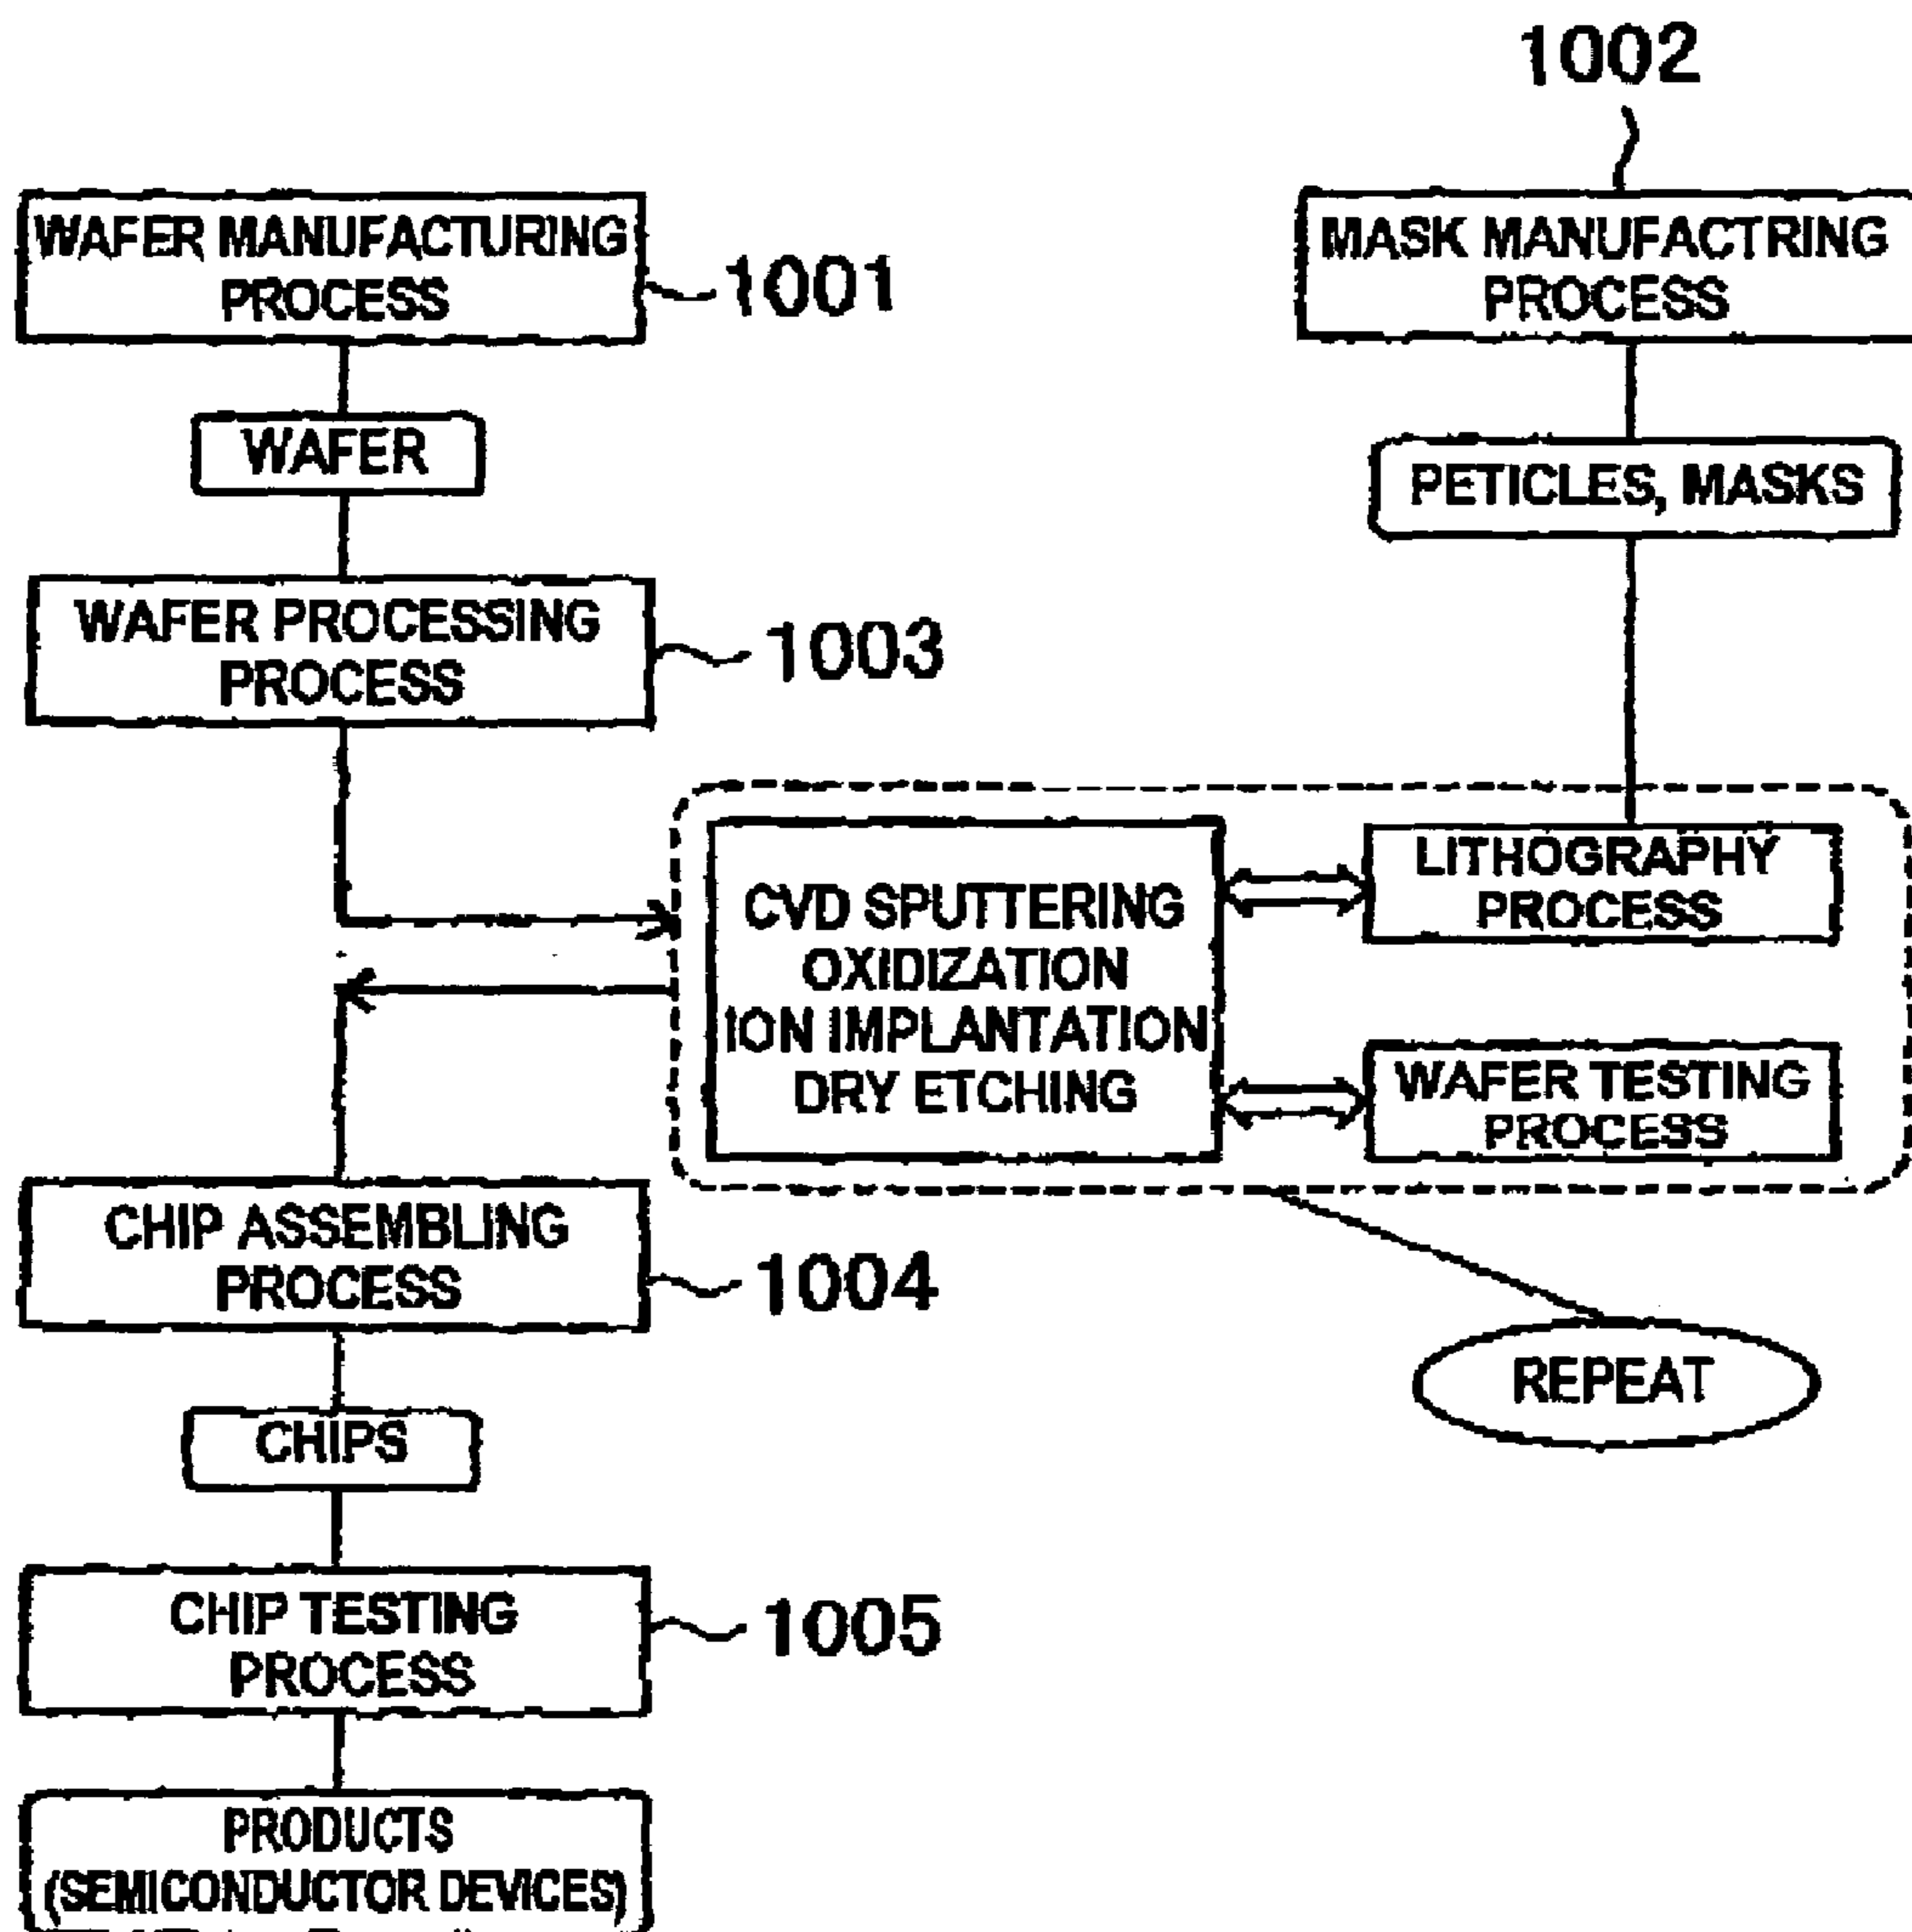 1002
WAFER MANUFACTURING
PROCESS
1001
MASK MANUFACTRING
PROCESS
WAFER
PETICLES, MASKS
WAFER PROCESSING
PROCESS
1003
CVD SPUTTERING
OXIDIZATION
ION IMPLANTATION
DRY ETCHING
LITHOGRAPHY
PROCESS
WAFER TESTING
PROCESS
CHIP ASSEMBLING
PROCESS
1004
REPEAT
CHIPS
CHIP TESTING
PROCESS
1005
PRODUCTS
(SEMICONDUCTOR DEVICES)